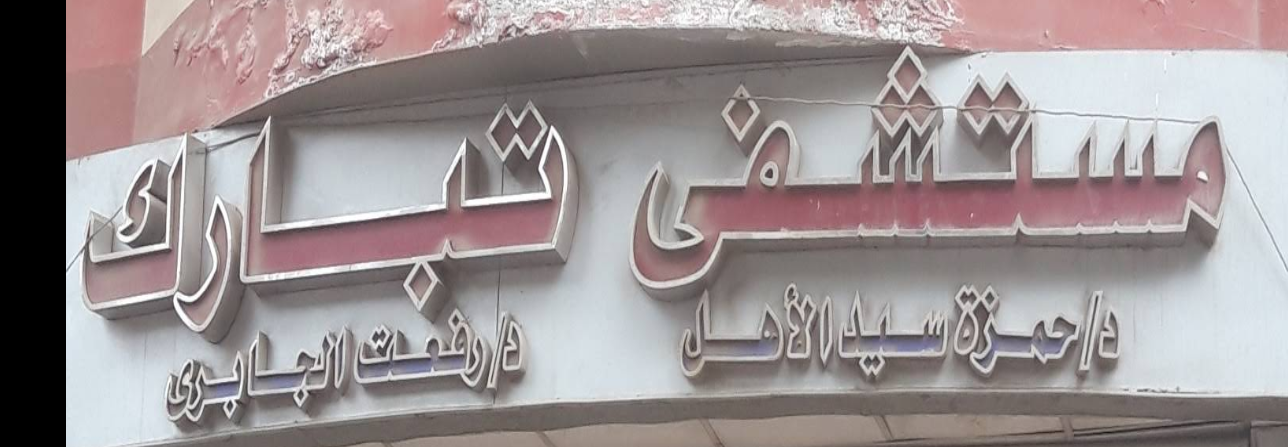 مستشفى تبارك
د/حمزة سيد الأهل د/رفعت الجابرى